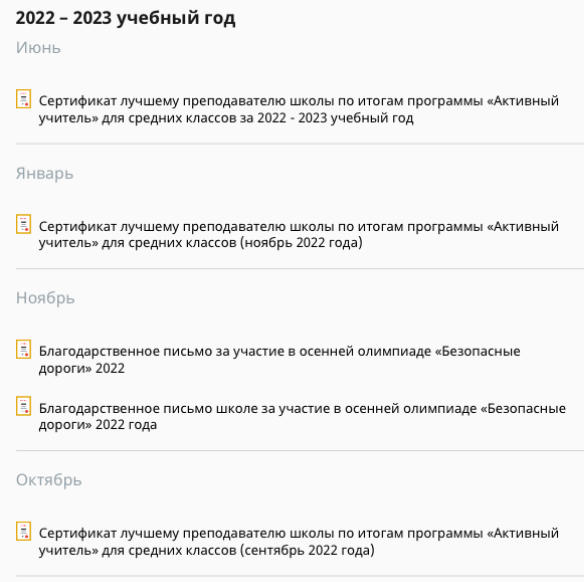 2022 – 2023 учебный год
Июнь
Сертификат лучшему преподавателю школы по итогам программы «Активный
учитель» для средних классов за 2022 - 2023 учебный год
Январь
Сертификат лучшему преподавателю школы по итогам программы «Активный
учитель» для средних классов (ноябрь 2022 года)
Ноябрь
Благодарственное письмо за участие в осенней олимпиаде «Безопасные
дороги» 2022
Благодарственное письмо школе за участие в осенней олимпиаде «Безопасные
дороги» 2022 года
Октябрь
Сертификат лучшему преподавателю школы по итогам программы «Активный
учитель» для средних классов (сентябрь 2022 года)